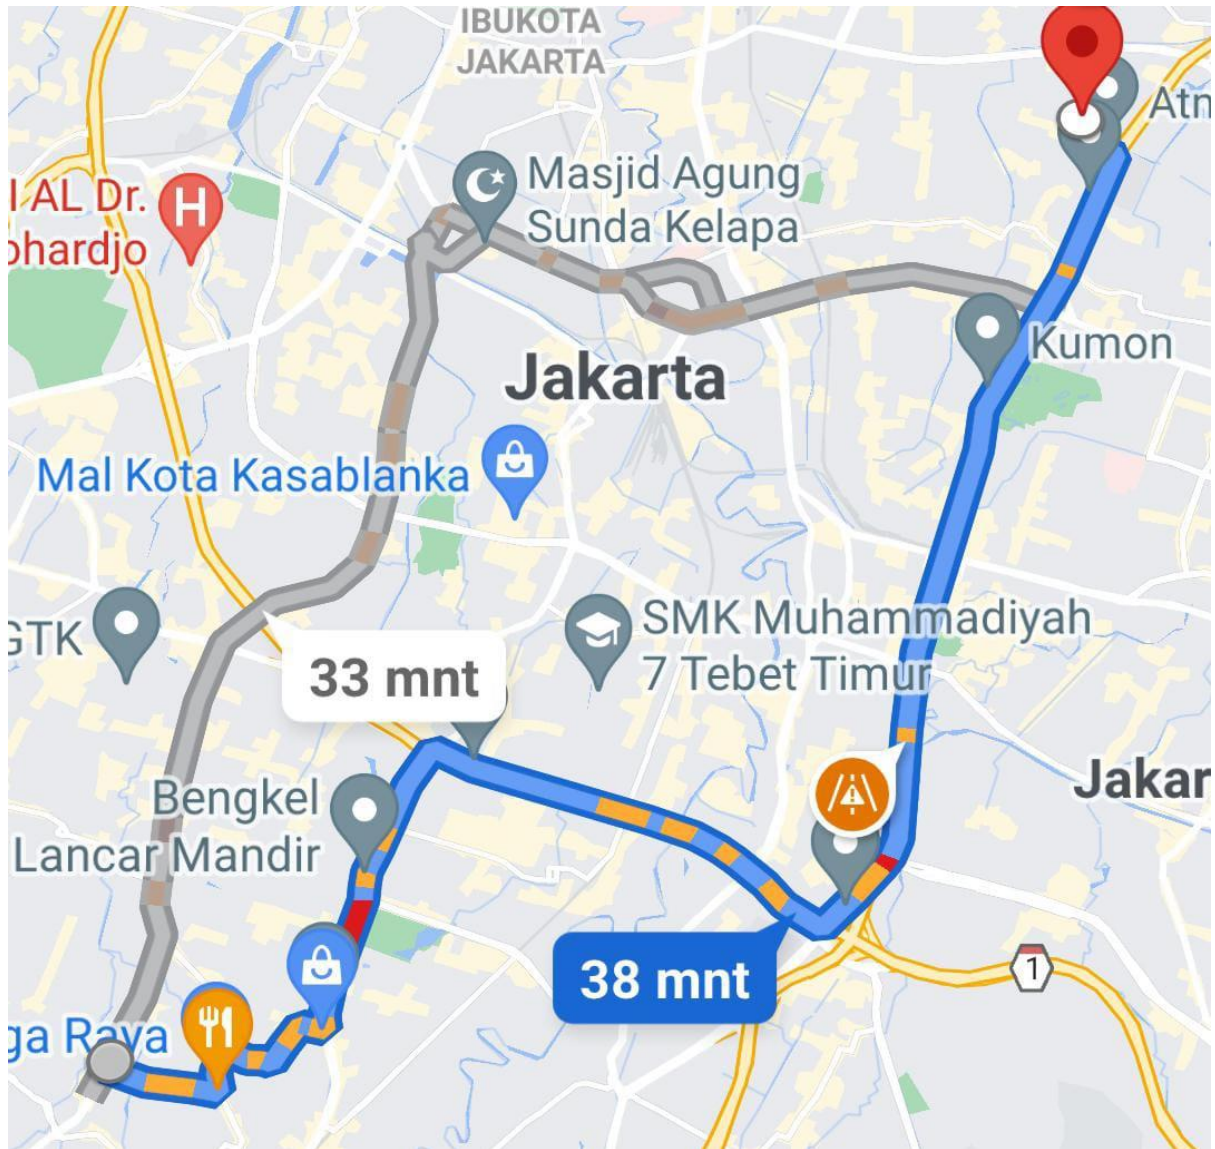 IBUKOTA
JAKARTA
Atn
Masjid Agung
Sunda Kelapa
I AL Dr.
ohardjo
H
Kumon
Jakarta
Mal Kota Kasablanka
GTK
SMK Muhammadiyah
7 Tebet Timur
33 mnt
Bengkel
Lancar Mandir
Jakar
38 mnt
1
ga Raya